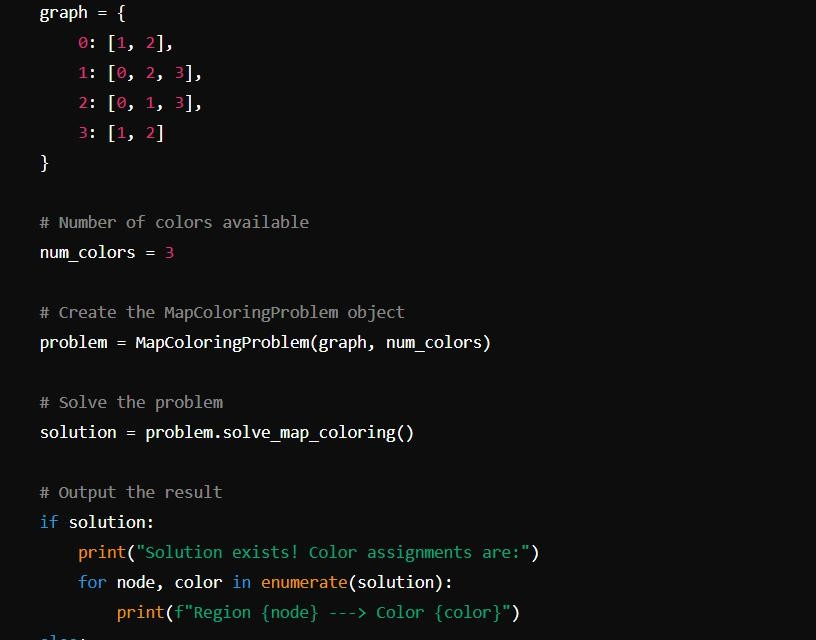 graph = {
    0: [1, 2],
    1: [0, 2, 3],
    2: [0, 1, 3],
    3: [1, 2]
}
# Number of colors available
num_colors = 3
# Create the MapColoringProblem object
problem = MapColoringProblem(graph, num_colors)
# Solve the problem
solution = problem.solve_map_coloring()
# Output the result
if solution:
    print("Solution exists! Color assignments are:")
    for node, color in enumerate(solution):
        print(f"Region {node} ---> Color {color}")